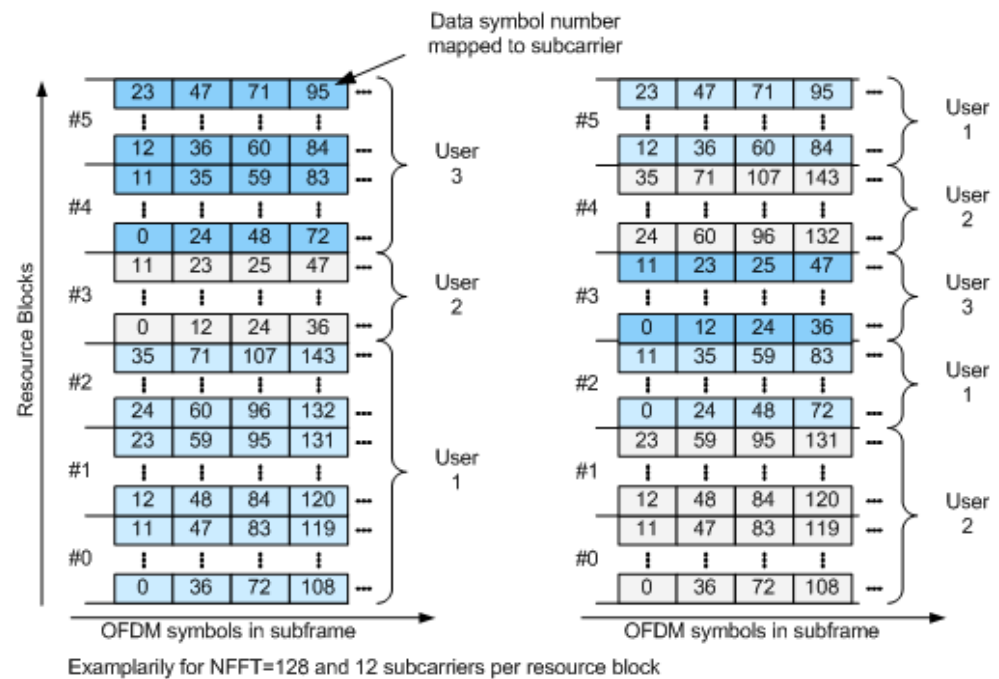 Data symbol number
mapped to subcarrier
23 47 71 95
#5
12 36 60 84
11 35 59 83
#4
0 24 48 72
11 23 25 47
#3
0 12 24 36
35 71 107 143
#2
24 60 96 132
23 59 95 131
#1
12 48 84 120
11 47 83 119
#0
0 36 72 108
User
3
User
2
User
1
Resource Blocks
OFDM symbols in subframe
23 47 71 95
#5
12 36 60 84
35 71 107 143
#4
24 60 96 132
11 23 25 47
#3
0 12 24 36
11 35 59 83
#2
0 24 48 72
23 59 95 131
#1
12 48 84 120
11 47 83 119
#0
0 36 72 108
User
1
User
2
User
3
User
1
User
2
OFDM symbols in subframe
Examplarily for NFFT=128 and 12 subcarriers per resource block